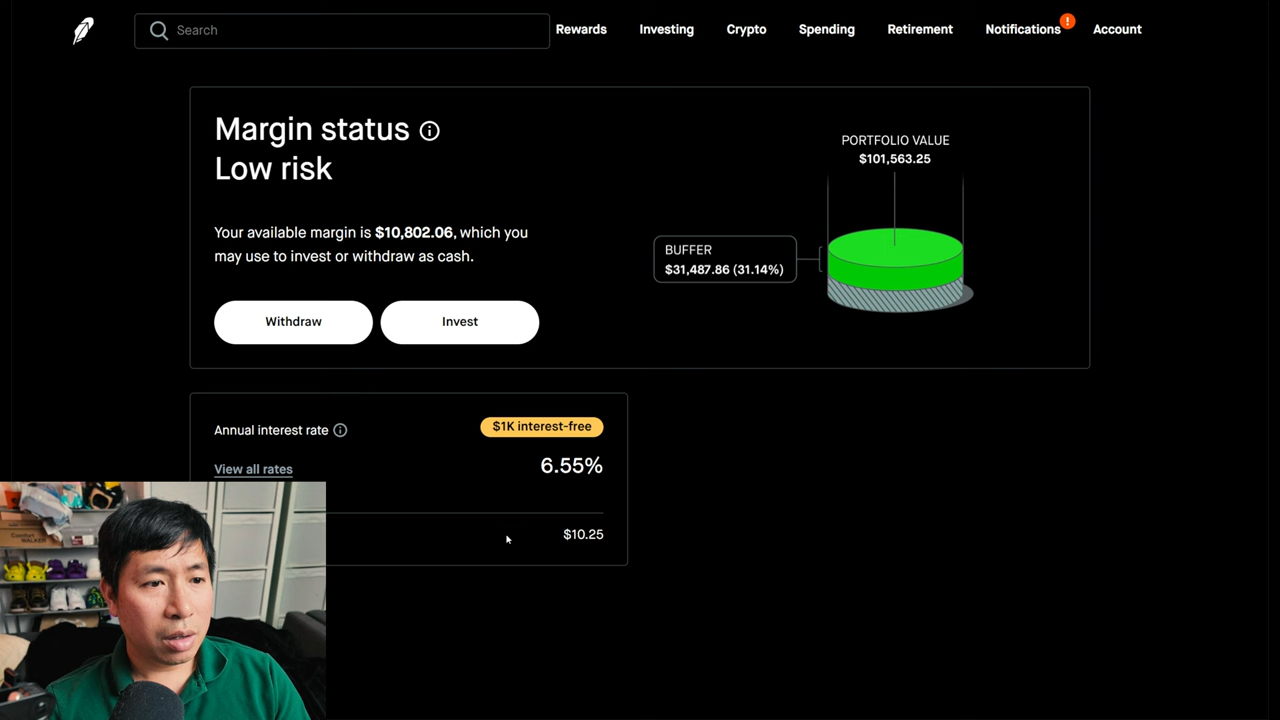 Search
Rewards
Investing
Crypto
Spending
Retirement
Notifications
!
Account
Margin status
Low risk
Your available margin is $10,802.06, which you
may use to invest or withdraw as cash.
Withdraw
Invest
PORTFOLIO VALUE
$101,563.25
BUFFER
$31,487.86 (31.14%)
Annual interest rate
$1K interest-free
View all rates
6.55%
$10.25
Comfort
WALKER